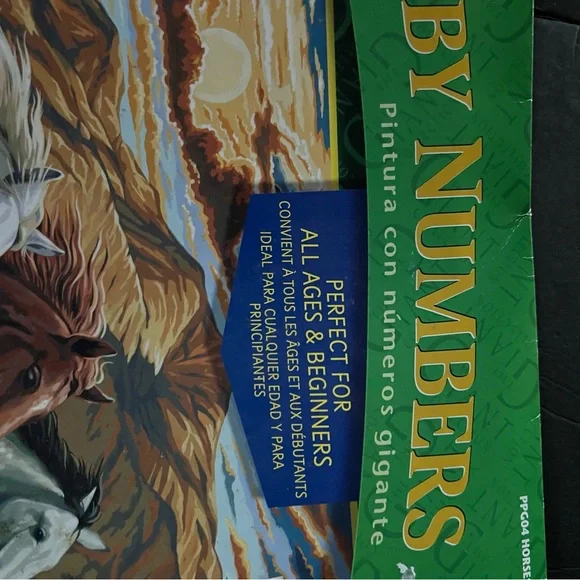 BY NUMBERS
Pintura con números gigante
PERFECT FOR
ALL AGES & BEGINNERS
CONVIENT À TOUS LES ÂGES ET AUX DÉBUTANTS
IDEAL PARA CUALQUIER EDAD Y PARA
PRINCIPIANTES
PPG04 HORSE